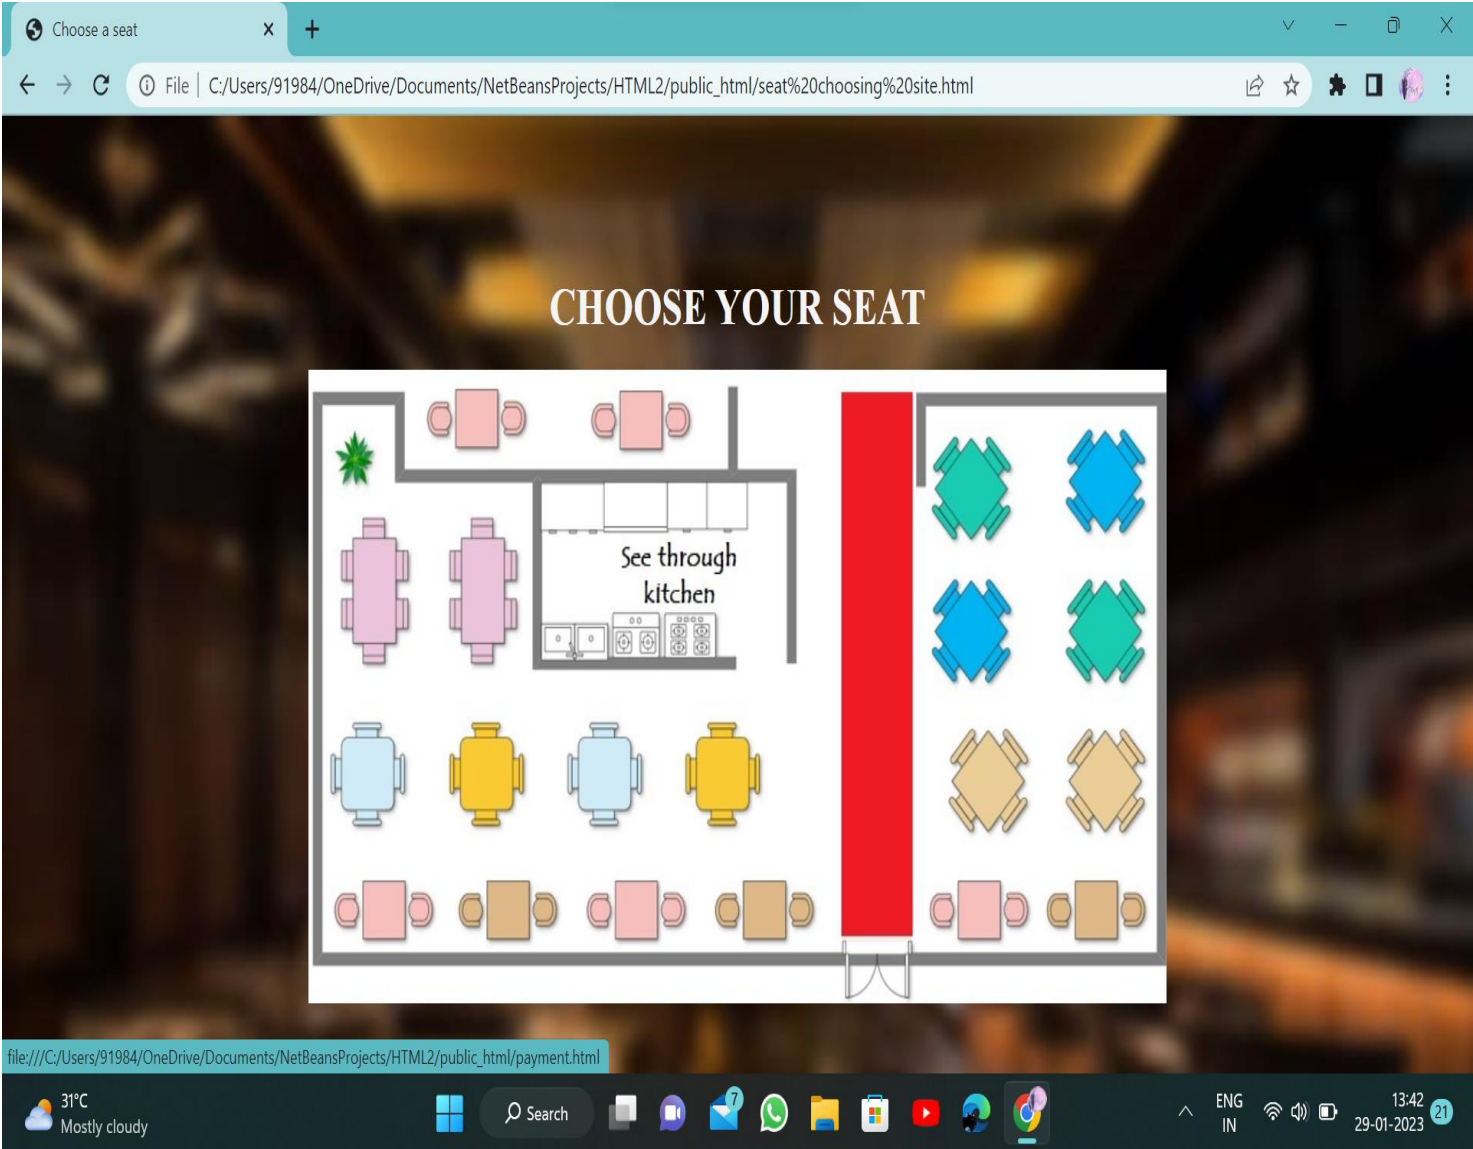 Choose a seat
File C:/Users/91984/OneDrive/Documents/NetBeansProjects/HTML2/public_html/seat%20choosing%20site.html
CHOOSE YOUR SEAT
See through
kitchen
file:///C:/Users/91984/OneDrive/Documents/NetBeansProjects/HTML2/public_html/payment.html
31°C
Mostly cloudy
Search
7
ENG
IN
13:42
29-01-2023
21